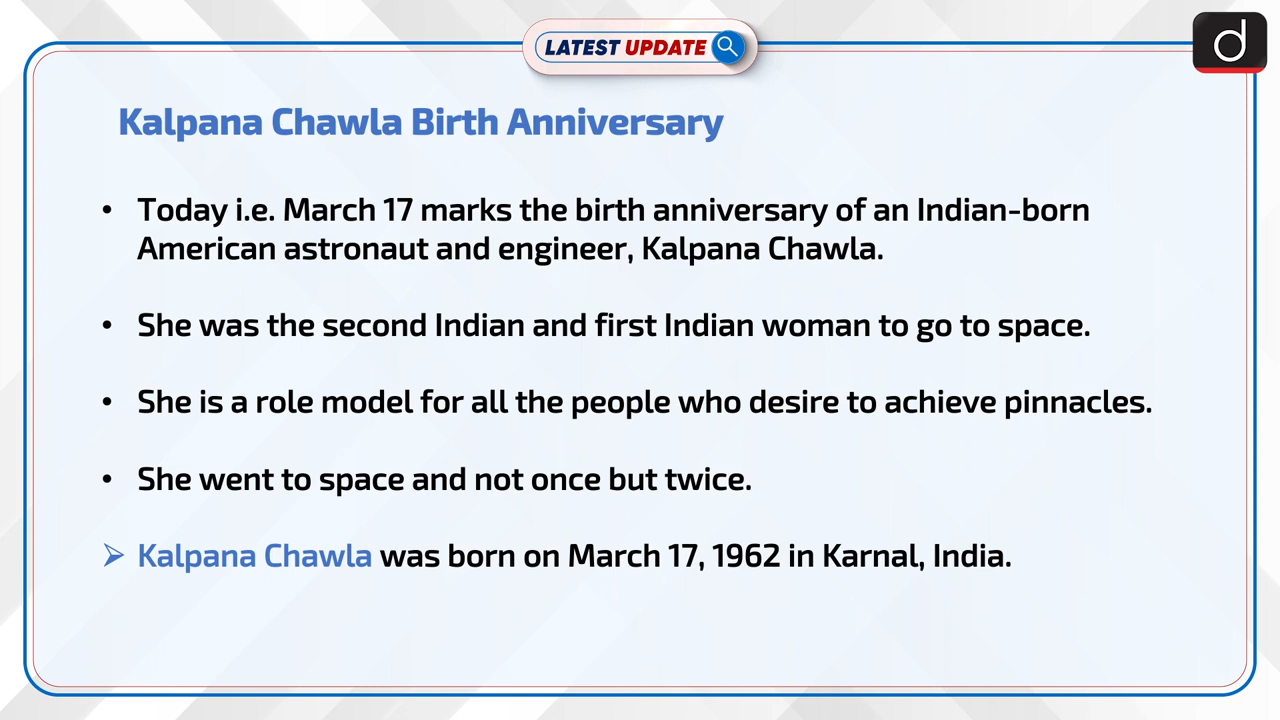 LATEST UPDATE
d
Kalpana Chawla Birth Anniversary
• Today i.e. March 17 marks the birth anniversary of an Indian-born
American astronaut and engineer, Kalpana Chawla.
• She was the second Indian and first Indian woman to go to space.
• She is a role model for all the people who desire to achieve pinnacles.
• She went to space and not once but twice.
➢ Kalpana Chawla was born on March 17, 1962 in Karnal, India.